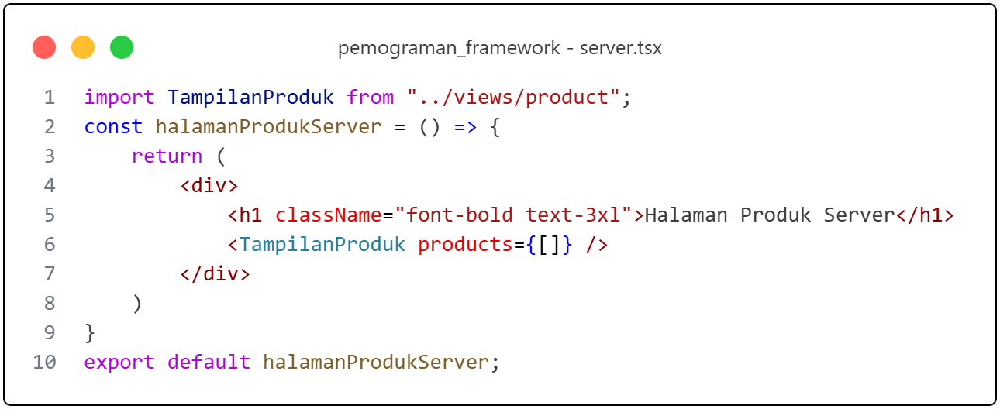 pemograman_framework - server.tsx
1 import TampilanProduk from "../views/product";
2 const halamanProdukServer = () => {
3     return (
4         <div>
5             <h1 className="font-bold text-3xl">Halaman Produk Server</h1>
6             <TampilanProduk products={[]} />
7         </div>
8     )
9 }
10 export default halamanProdukServer;